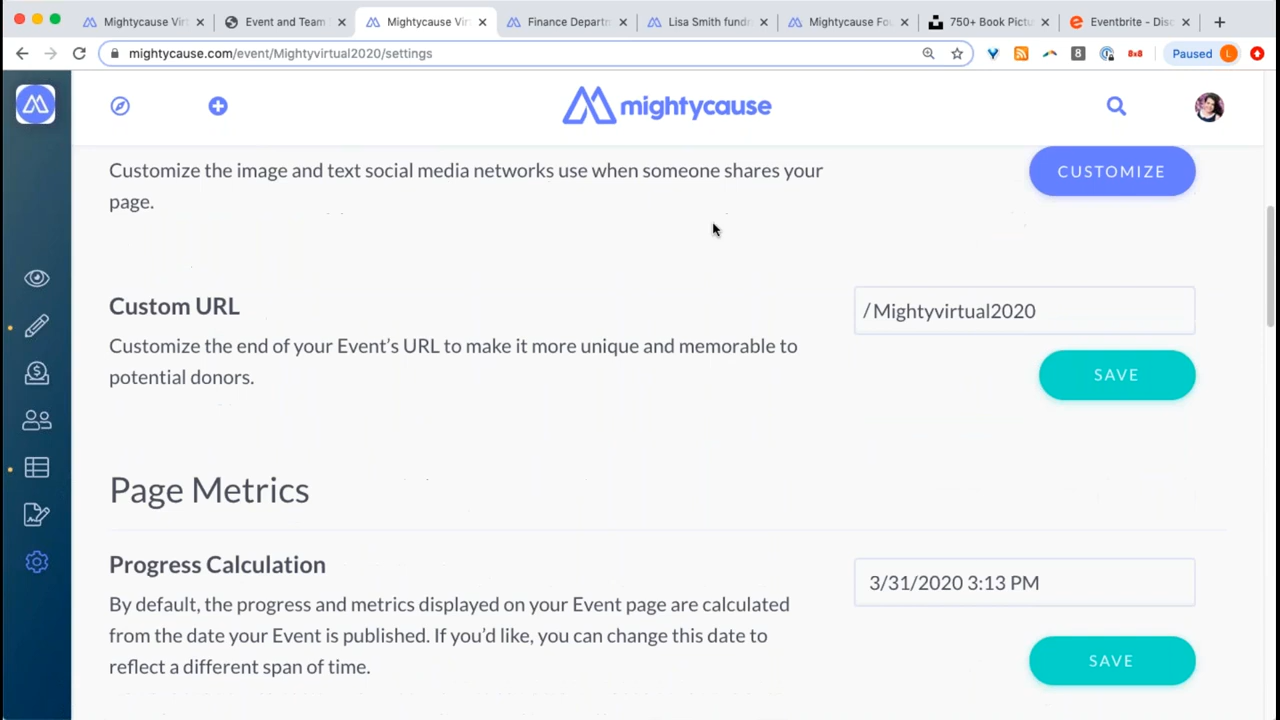 Mightycause Vir
Event and Team
Mightycause Vir
Finance Departm
Lisa Smith fund
Mightycause Fou
750+ Book Pictu
Eventbrite - Disc
mightycause.com/event/Mightyvirtual2020/settings
8
8x8
Paused
L
mightycause
Customize the image and text social media networks use when someone shares your
page.
CUSTOMIZE
Custom URL
/Mightyvirtual2020
Customize the end of your Event's URL to make it more unique and memorable to
potential donors.
SAVE
Page Metrics
Progress Calculation
3/31/2020 3:13 PM
By default, the progress and metrics displayed on your Event page are calculated
from the date your Event is published. If you'd like, you can change this date to
reflect a different span of time.
SAVE